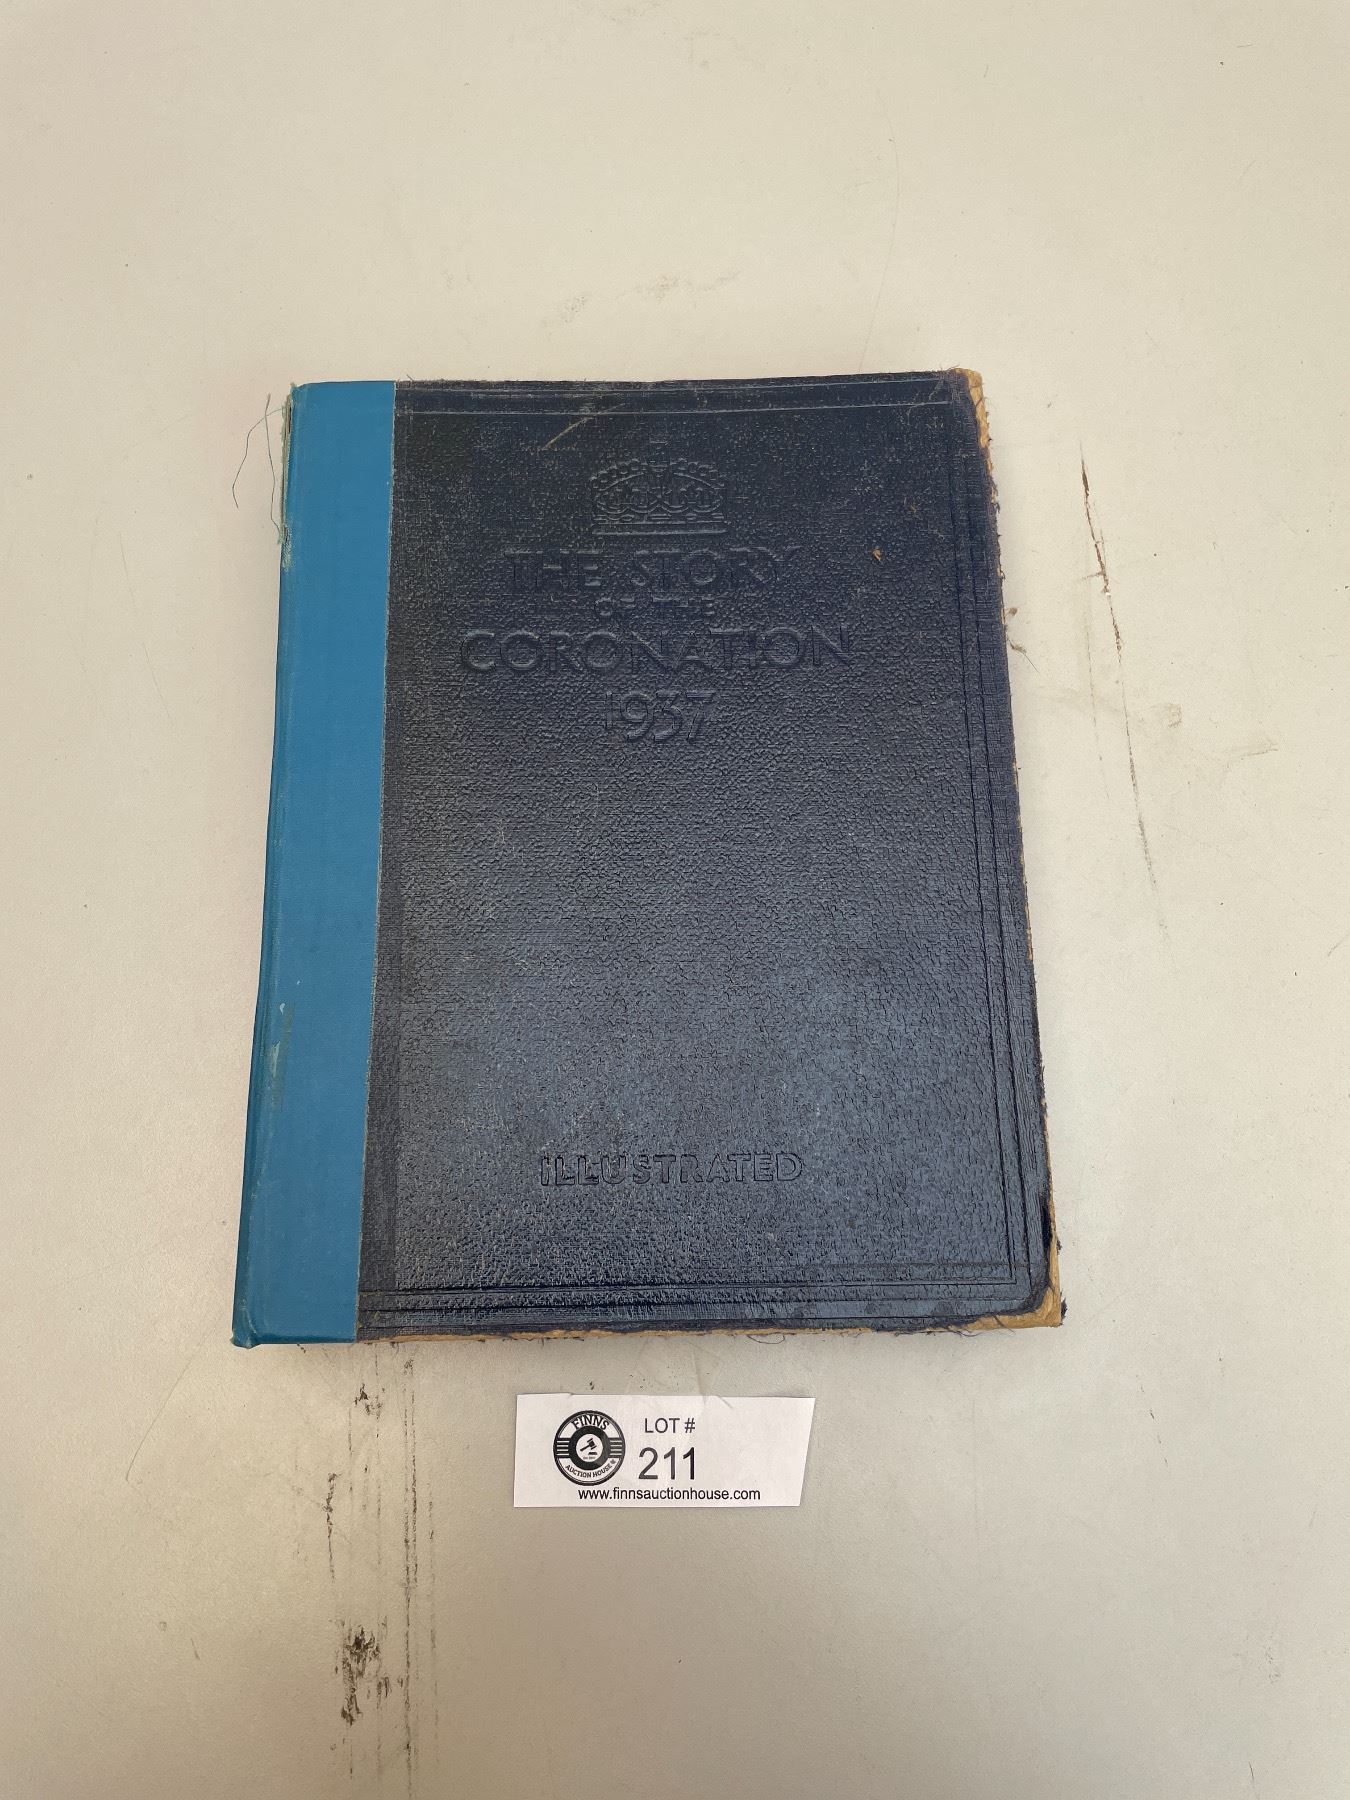 THE STORY
OF THE
CORONATION
1937
ILLUSTRATED
FINNS
AUCTION HOUSE
LOT #
211
www.finnsauctionhouse.com